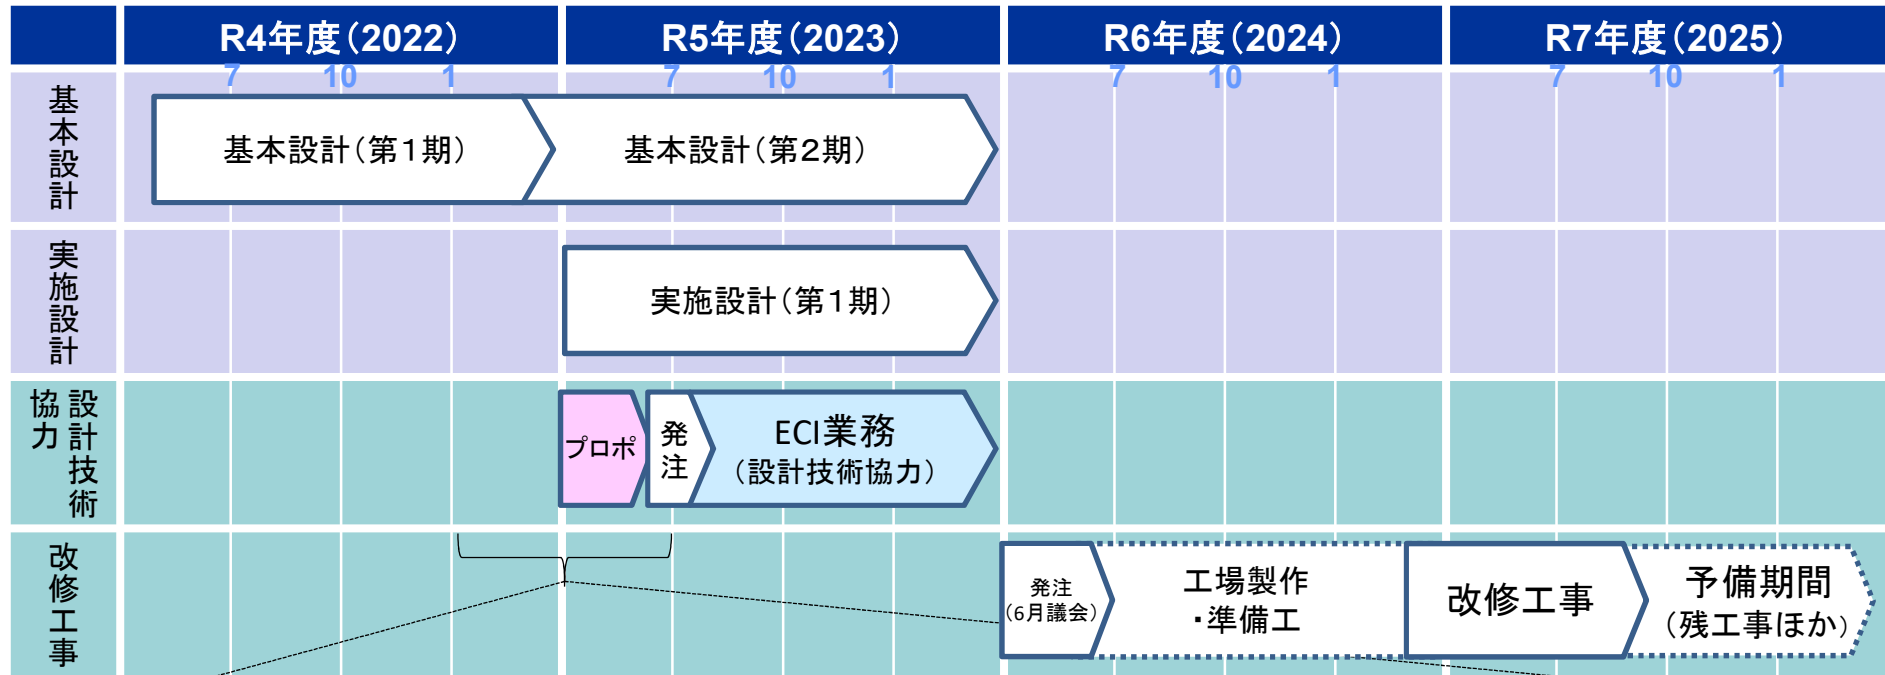 R4年度（2022）
R5年度（2023）
R6年度（2024）
R7年度（2025）
7
10
1
7
10
1
7
10
1
7
10
1
基本設計
基本設計（第１期）
基本設計（第２期）
実施設計
実施設計（第１期）
設計技術
協力
プロポ
発注
ECI業務
（設計技術協力）
改修工事
発注
（6月議会）
工場製作
・準備工
改修工事
予備期間
（残工事ほか）